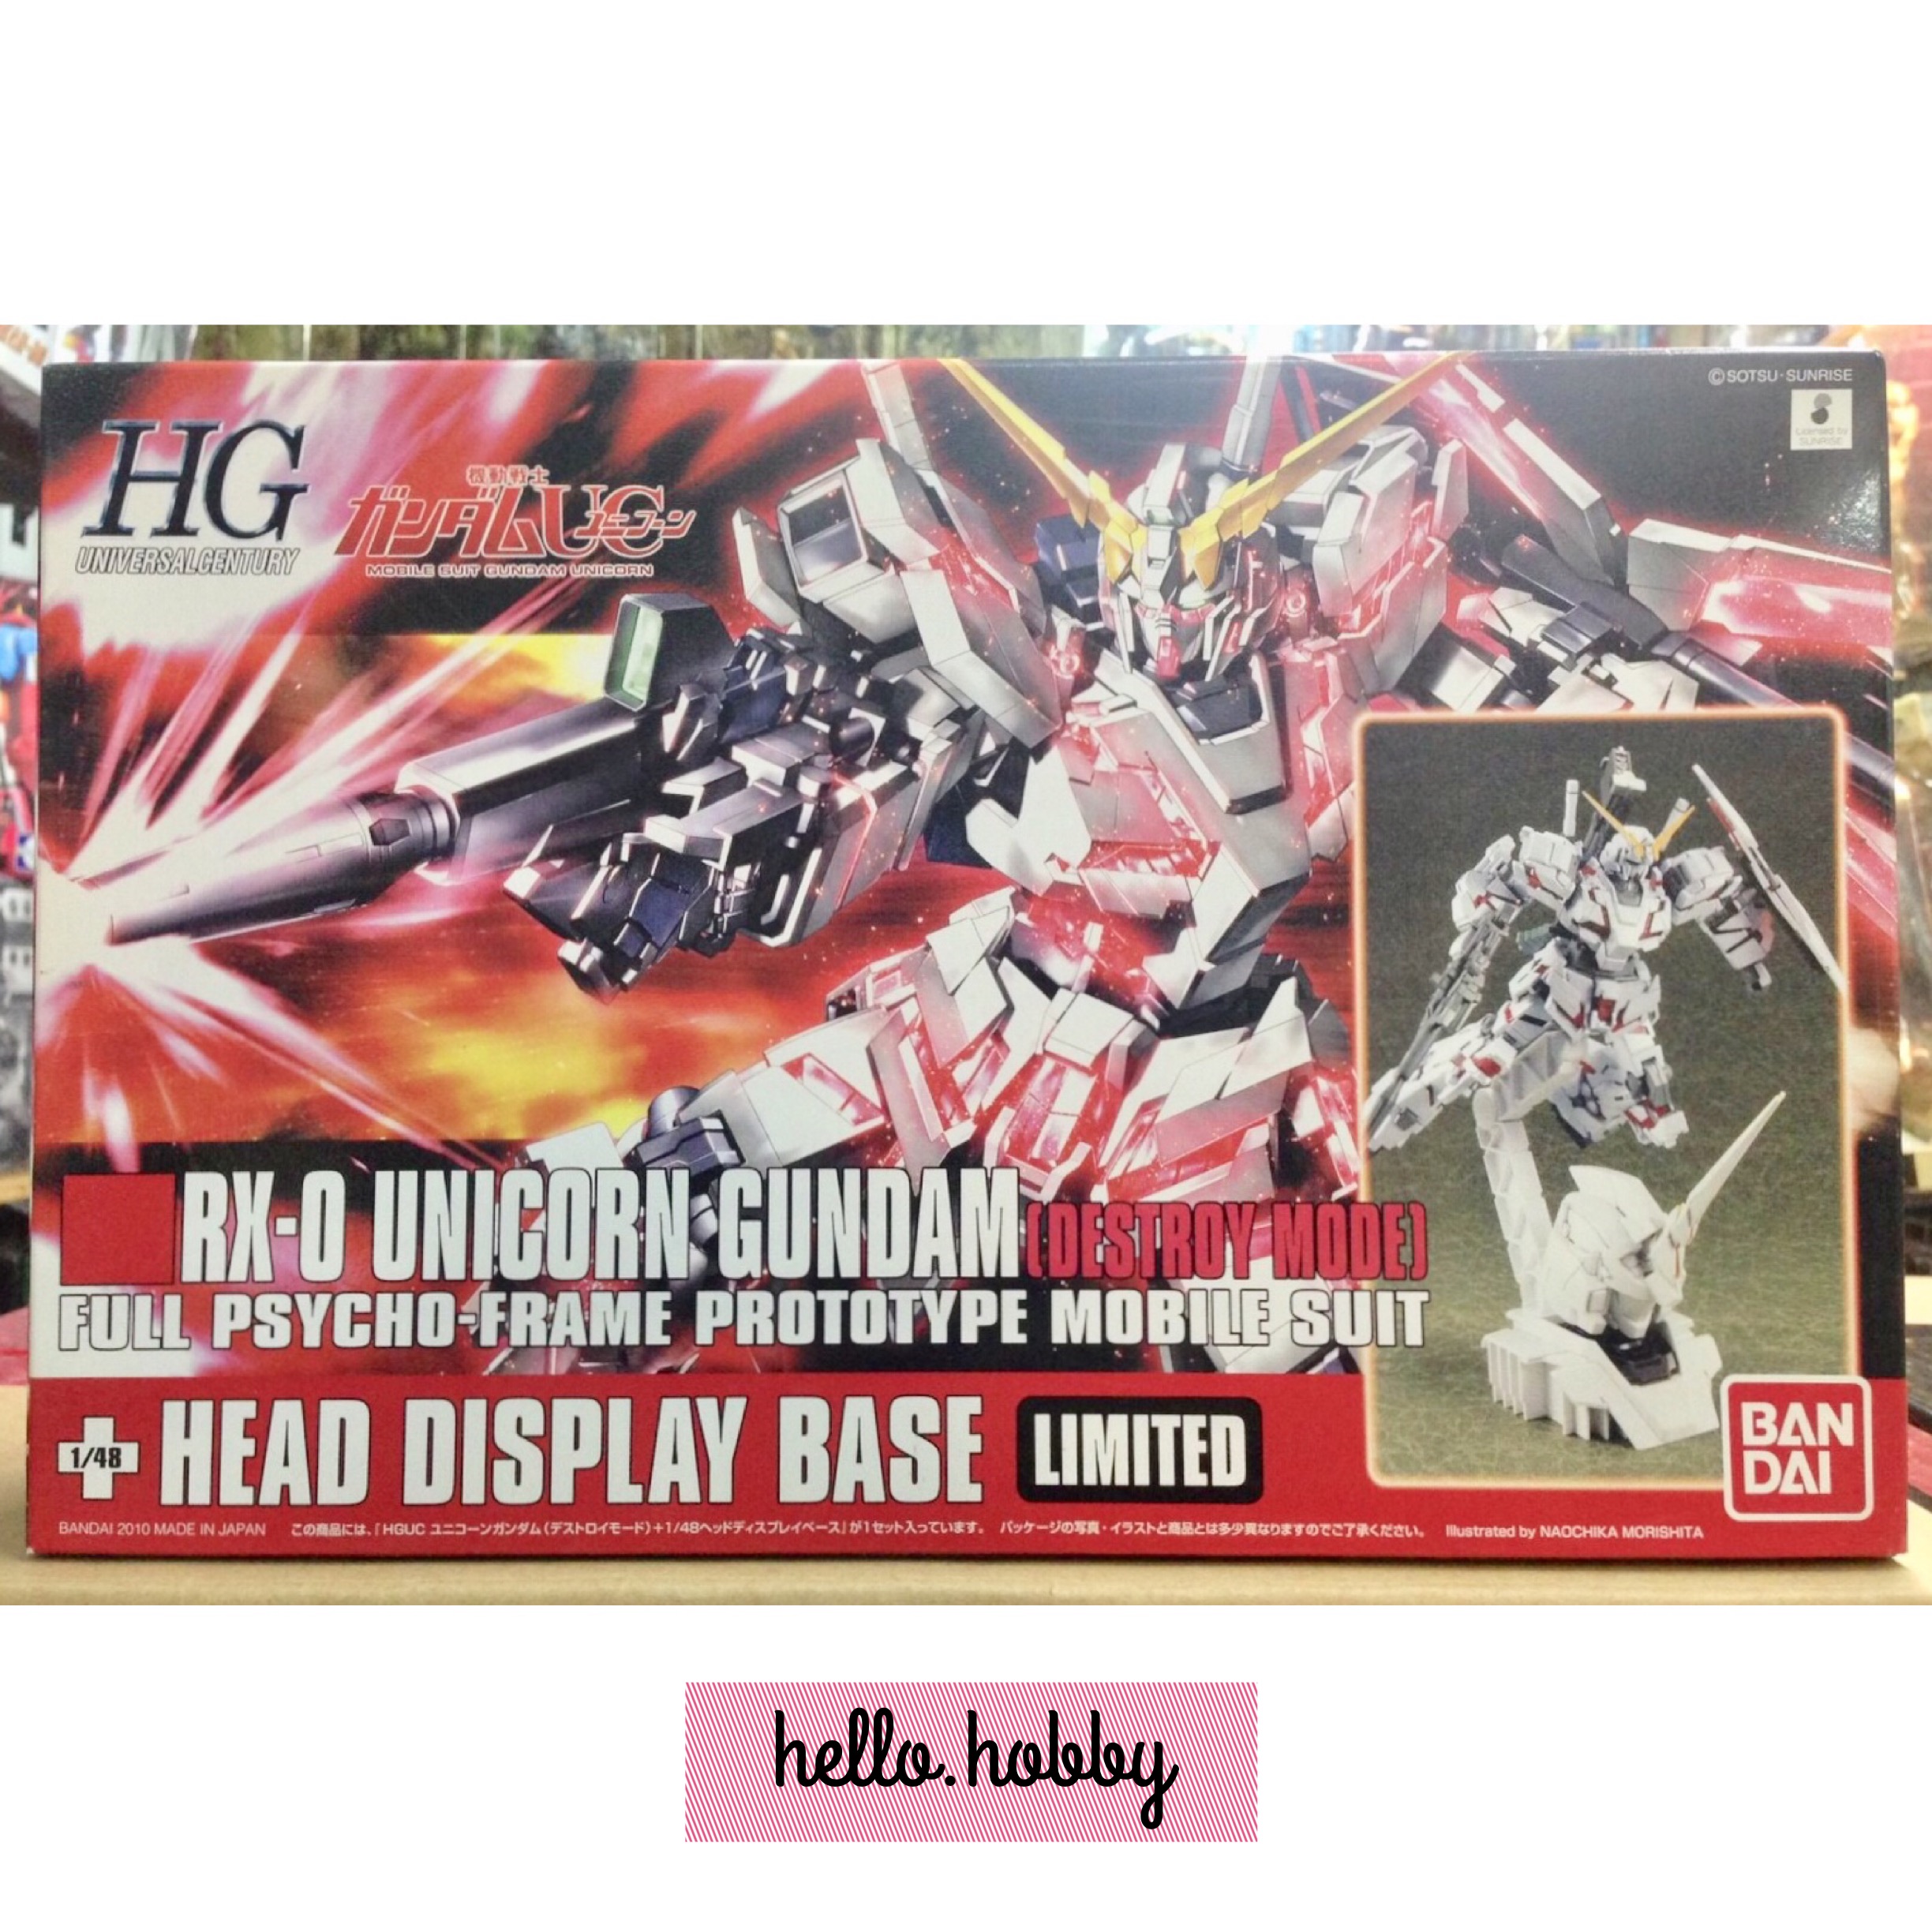 ©SOTSU・SUNRISE
Licensed by
SUNRISE
HG
UNIVERSAL CENTURY
機動戦士
ガンダムUC
ユニコーン
MOBILE SUIT GUNDAM UNICORN
RX-0 UNICORN GUNDAM (DESTROY MODE)
FULL PSYCHO-FRAME PROTOTYPE MOBILE SUIT
1/48 HEAD DISPLAY BASE LIMITED
BAN
DAI
BANDAI 2010 MADE IN JAPAN この商品には、「HGUC ユニコーンガンダム(デストロイモード)+1/48ヘッドディスプレイベース」が1セット入っています。 パッケージの写真・イラストと商品とは多少異なりますのでご了承ください。 Illustrated by NAOCHIKA MORISHITA
hello.hobby